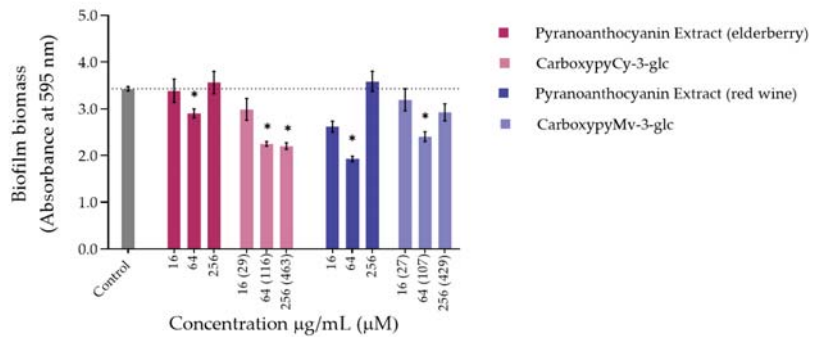 Biofilm biomass
(Absorbance at 595 nm)
5.0
4.0
3.0
2.0
1.0
0.0
*
* *
*
*
Control
16
64
256
16 (29)
64 (116)
256 (463)
16
64
256
16 (27)
64 (107)
256 (429)
Concentration µg/mL (µM)
Pyranoanthocyanin Extract (elderberry)
CarboxypyCy-3-glc
Pyranoanthocyanin Extract (red wine)
CarboxypyMv-3-glc